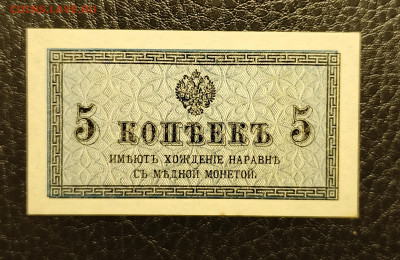 5 КОПѢЕКЪ 5
ИМѢЮТЪ ХОЖДЕНІЕ НАРАВНѢ
СЪ МѢДНОЙ МОНЕТОЙ.